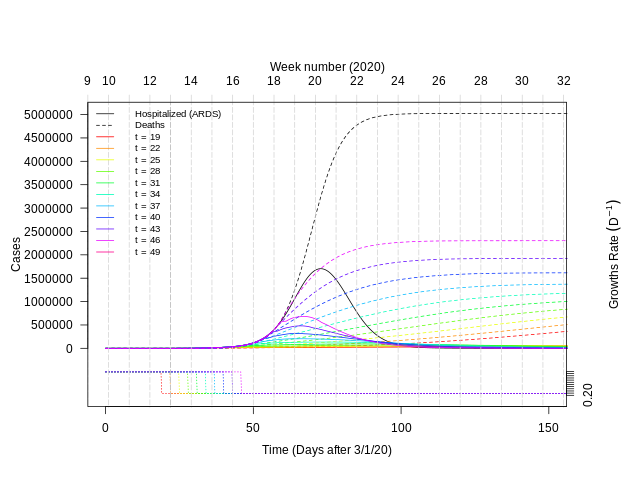 Week number (2020)
9 10 12 14 16 18 20 22 24 26 28 30 32
Cases
5000000
4500000
4000000
3500000
3000000
2500000
2000000
1500000
1000000
500000
0
Hospitalized (ARDS)
Deaths
t = 19
t = 22
t = 25
t = 28
t = 31
t = 34
t = 37
t = 40
t = 43
t = 46
t = 49
Growths Rate (D⁻¹)
0.20
0 50 100 150
Time (Days after 3/1/20)